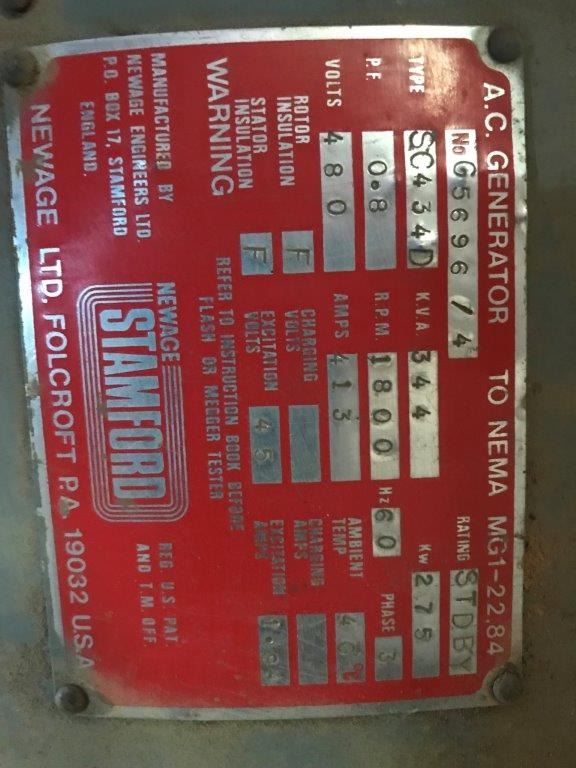 A.C. GENERATOR TO NEMA MG1-22,84
No G5696/4 RATING STDBY
TYPE SC434D K.V.A. 344 KW 275
P.F. 0.8 R.P.M. 1800 Hz 60 PHASE 3
VOLTS 480 AMPS 413 AMBIENT TEMP
ROTOR INSULATION F CHARGING VOLTS CHARGING AMPS
STATOR INSULATION F EXCITATION VOLTS 45 EXCITATION AMPS
WARNING REFER TO INSTRUCTION BOOK BEFORE
FLASH OR MEGGER TESTER
MANUFACTURED BY
NEWAGE ENGINEERS LTD.
P.O. BOX 17, STAMFORD
ENGLAND.
NEWAGE
STAMFORD
REG. U.S. PAT.
AND T.M. OFF.
NEWAGE LTD, FOLCROFT PA 19032 U.S.A